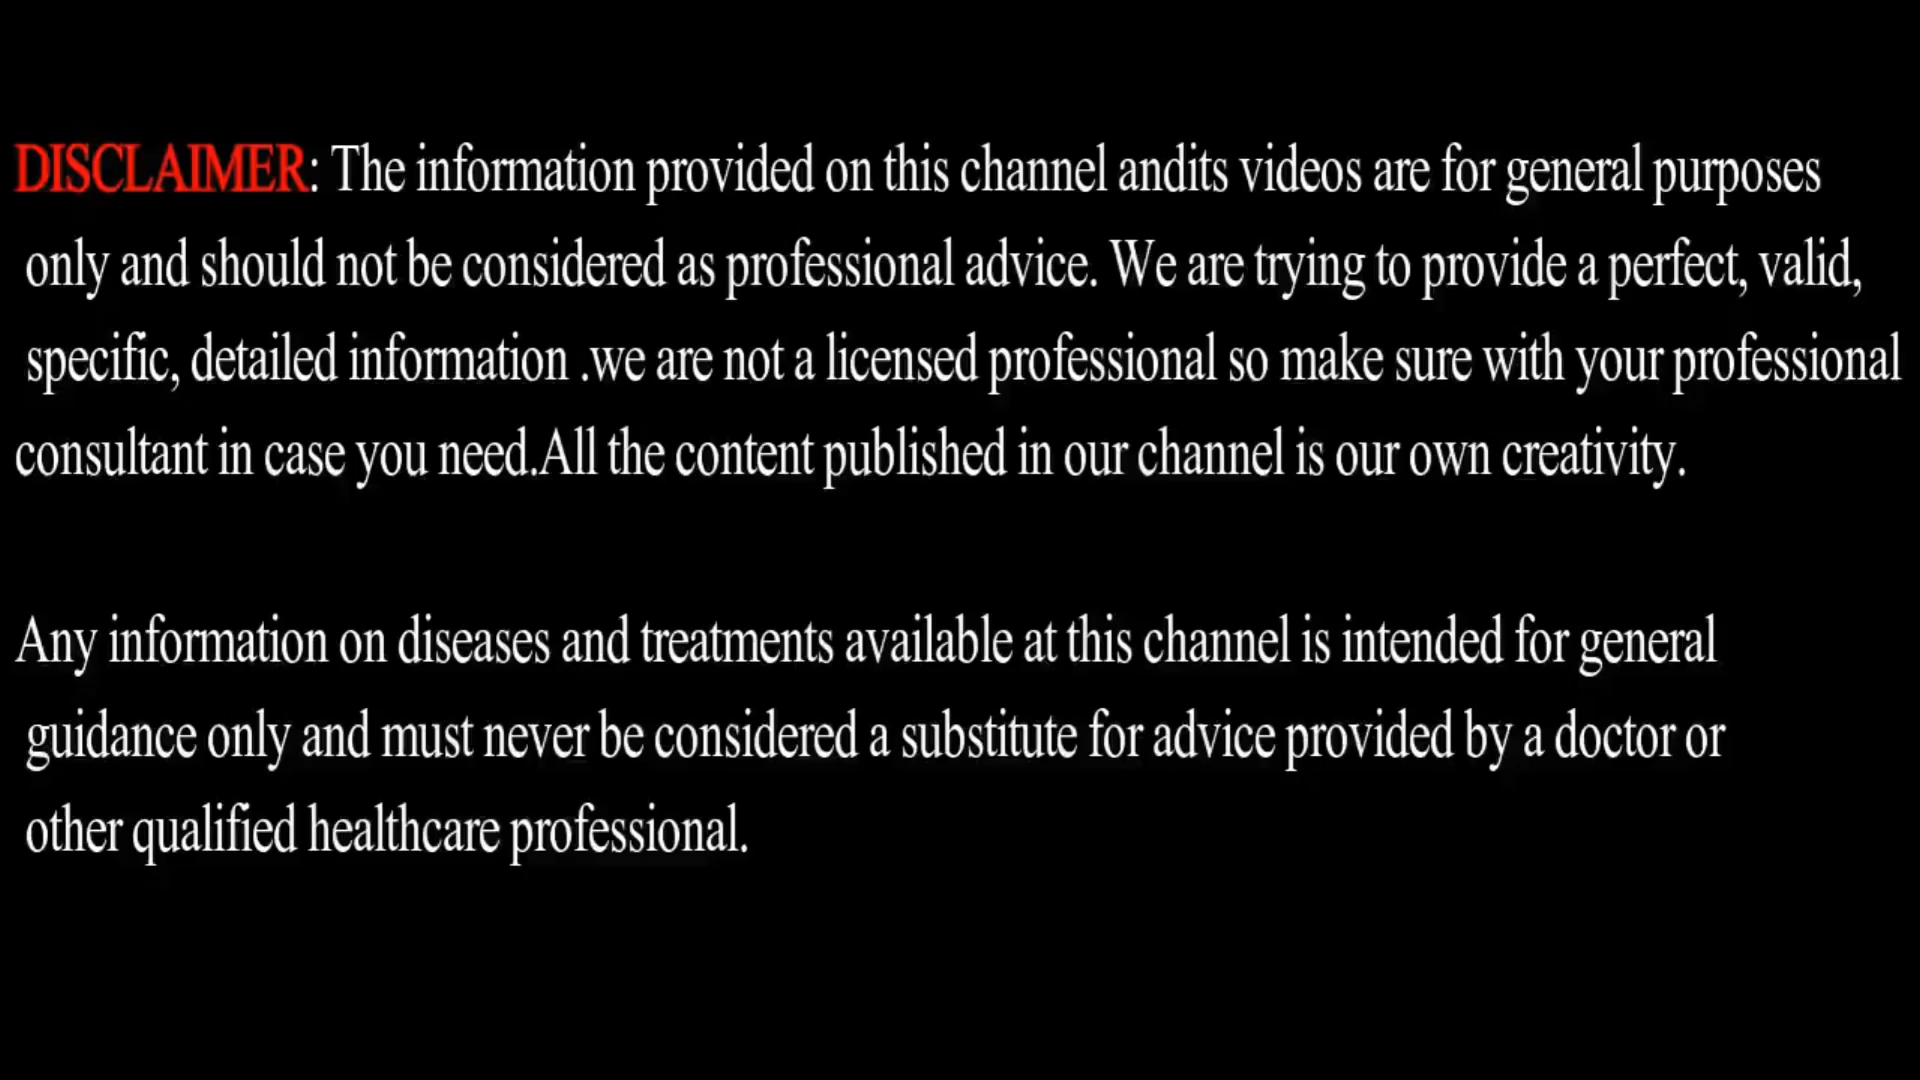 DISCLAIMER: The information provided on this channel andits videos are for general purposes
only and should not be considered as professional advice. We are trying to provide a perfect, valid,
specific, detailed information .we are not a licensed professional so make sure with your professional
consultant in case you need.All the content published in our channel is our own creativity.
Any information on diseases and treatments available at this channel is intended for general
guidance only and must never be considered a substitute for advice provided by a doctor or
other qualified healthcare professional.